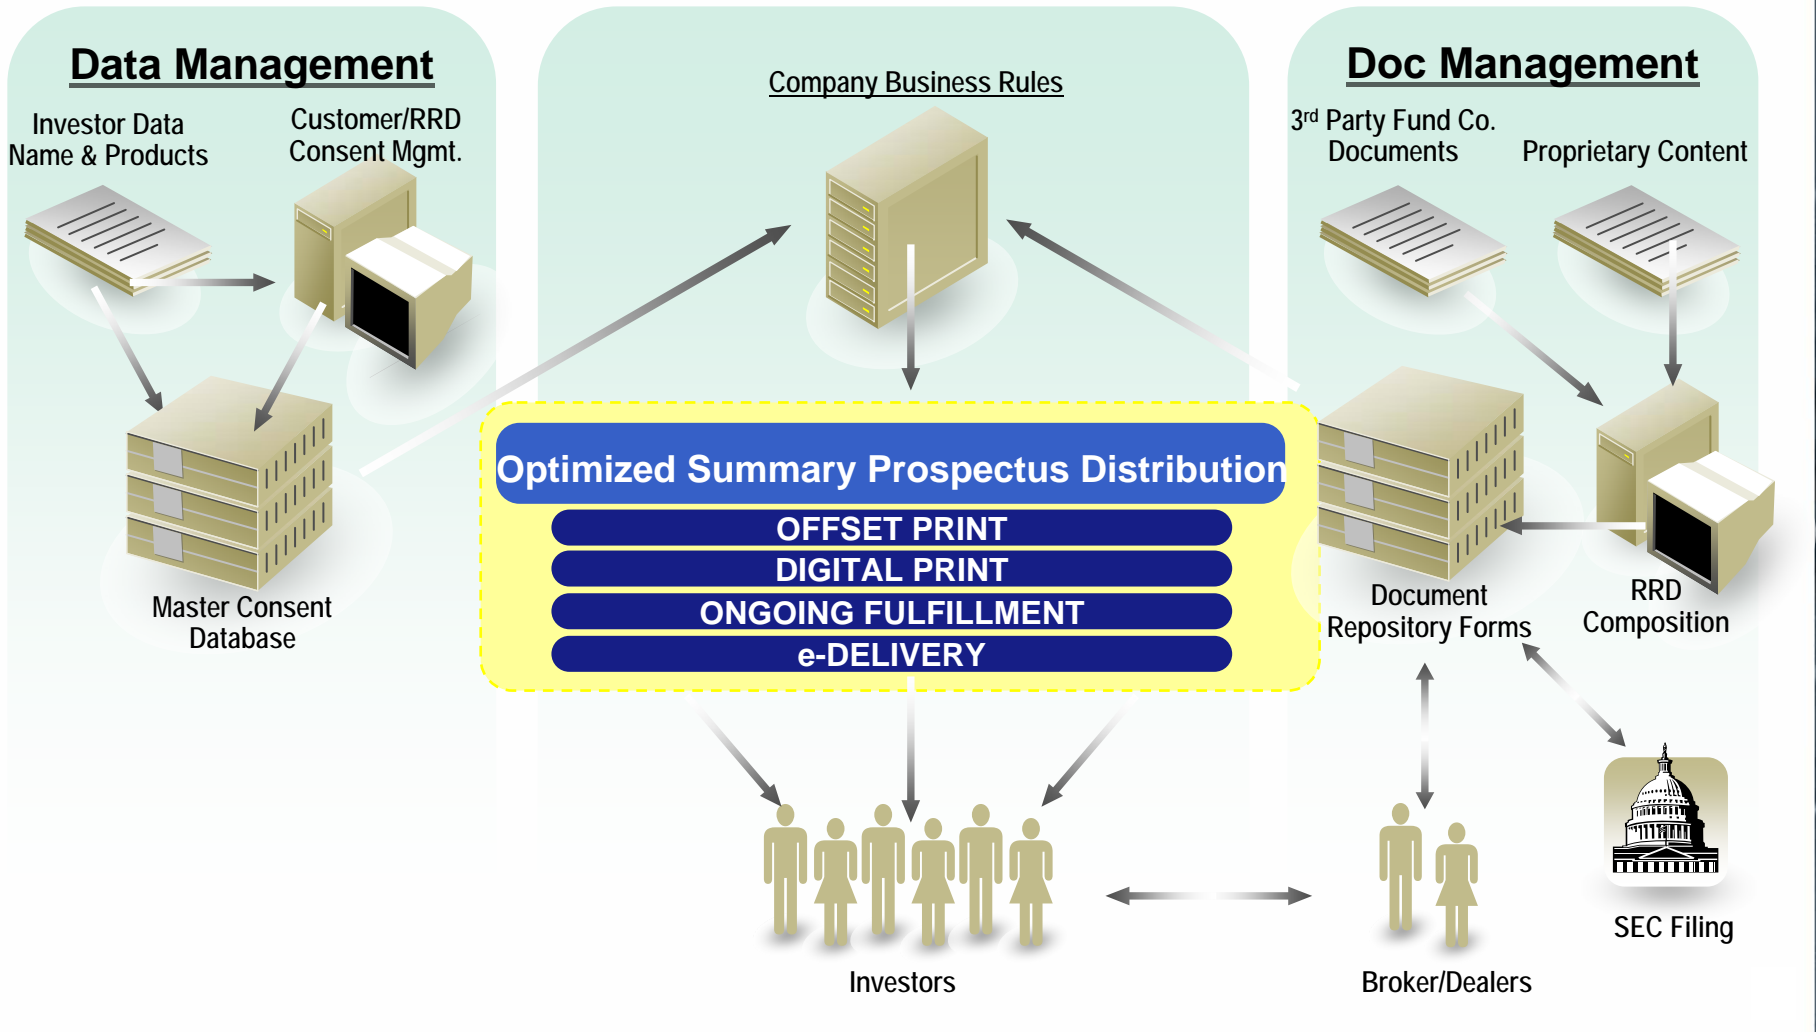 Data Management
Investor Data
Name & Products
Customer/RRD
Consent Mgmt.
Master Consent
Database
Company Business Rules
Optimized Summary Prospectus Distribution
OFFSET PRINT
DIGITAL PRINT
ONGOING FULFILLMENT
e-DELIVERY
Doc Management
3rd Party Fund Co.
Documents
Proprietary Content
Document
Repository Forms
RRD
Composition
SEC Filing
Investors
Broker/Dealers